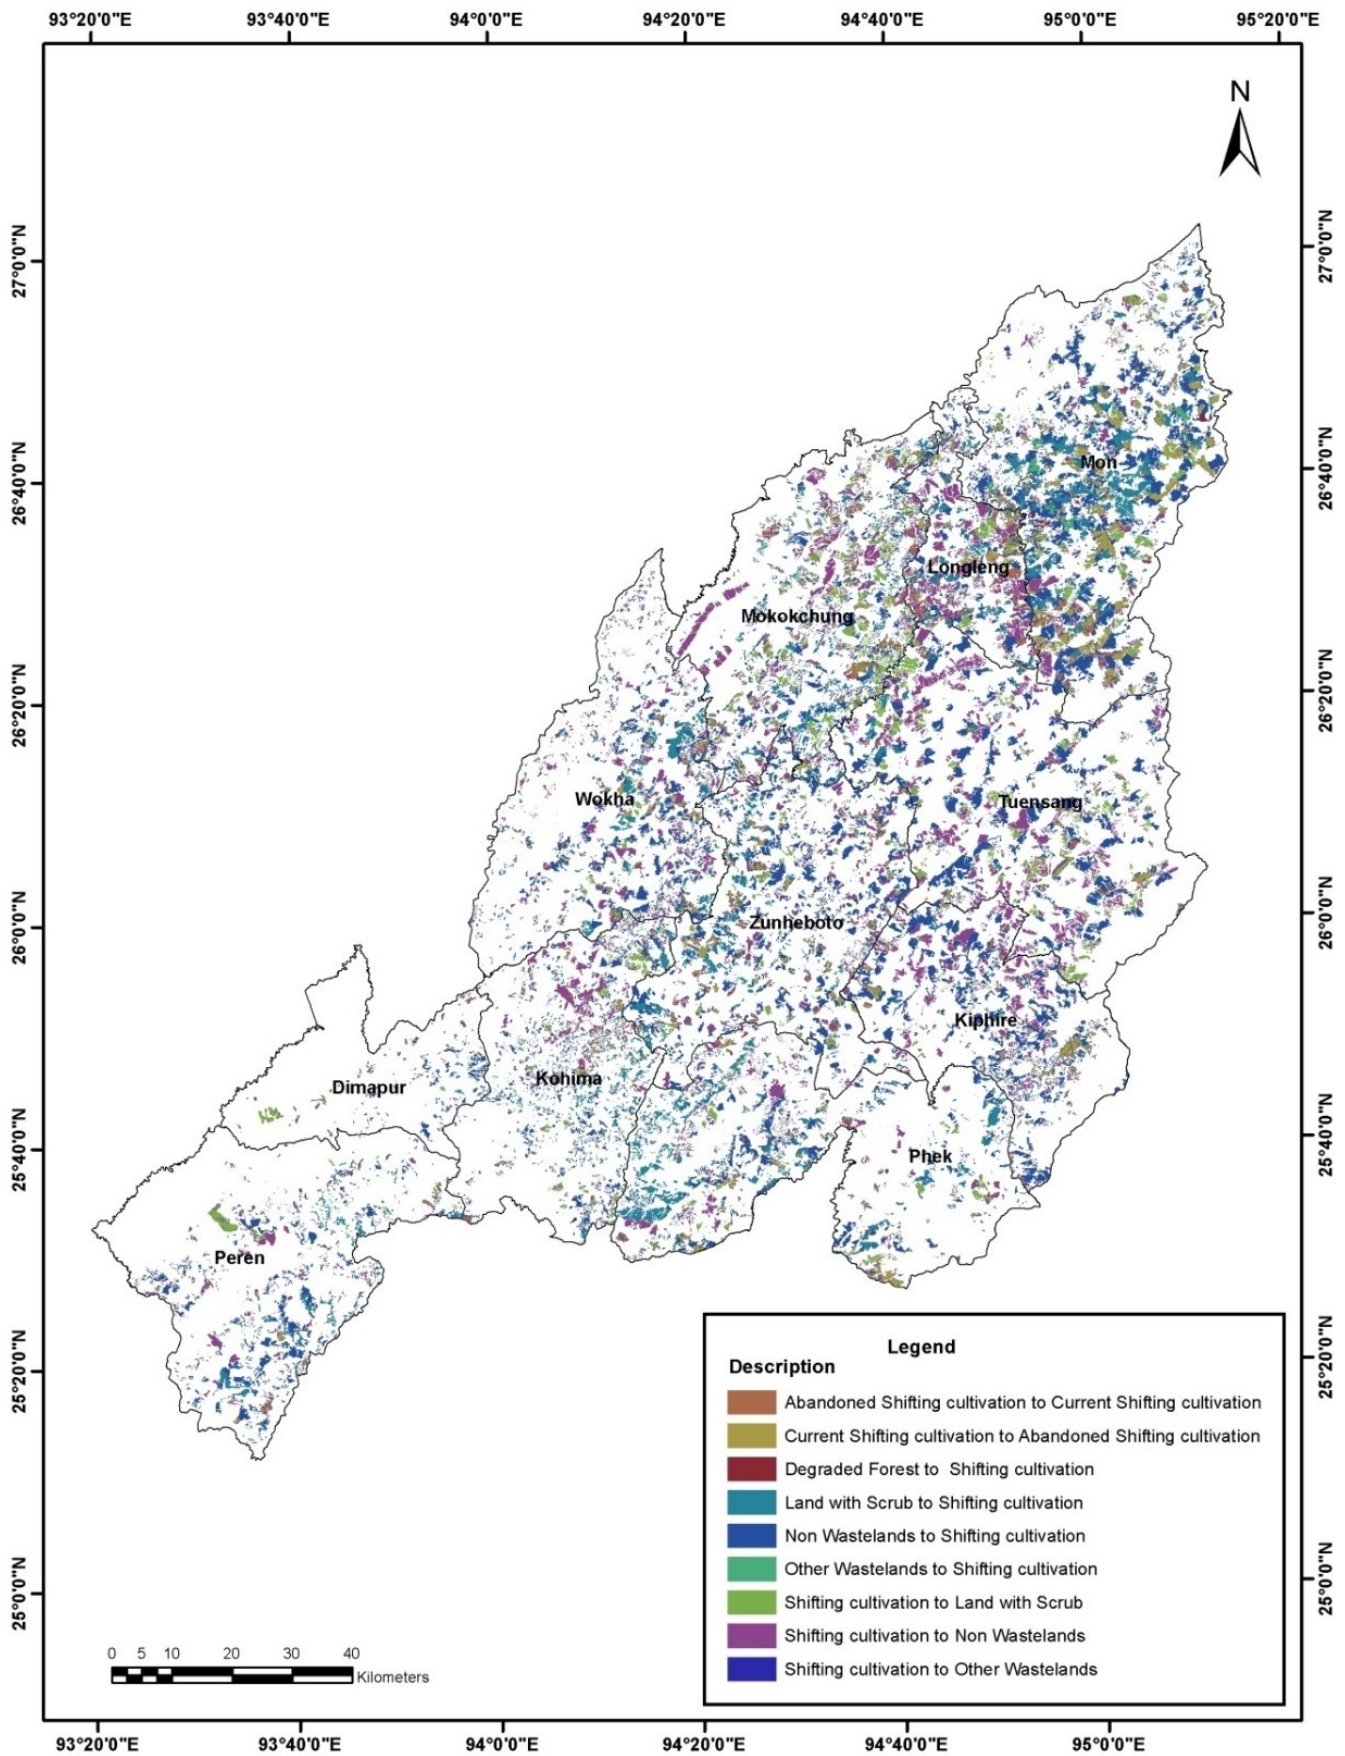 93°20'0"E 93°40'0"E 94°0'0"E 94°20'0"E 94°40'0"E 95°0'0"E 95°20'0"E
N
27°0'0"N 27°0'0"N
26°40'0"N 26°40'0"N
Mon
Longleng
Mokokchung
26°20'0"N 26°20'0"N
Wokha
Tuensang
26°0'0"N 26°0'0"N
Zunheboto
Kiphire
Kohima
Dimapur
25°40'0"N 25°40'0"N
Phek
Peren
25°20'0"N 25°20'0"N
Legend
Description
Abandoned Shifting cultivation to Current Shifting cultivation
Current Shifting cultivation to Abandoned Shifting cultivation
Degraded Forest to Shifting cultivation
Land with Scrub to Shifting cultivation
Non Wastelands to Shifting cultivation
Other Wastelands to Shifting cultivation
Shifting cultivation to Land with Scrub
Shifting cultivation to Non Wastelands
Shifting cultivation to Other Wastelands
25°0'0"N 25°0'0"N
0 5 10 20 30 40
Kilometers
93°20'0"E 93°40'0"E 94°0'0"E 94°20'0"E 94°40'0"E 95°0'0"E